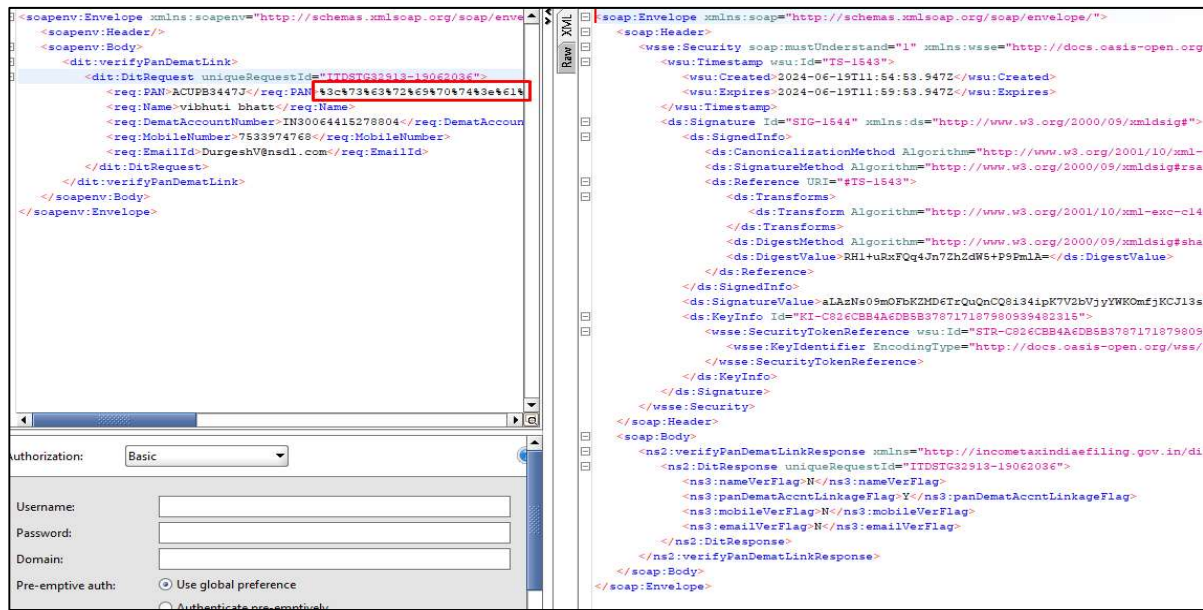 <soapenv:Envelope xmlns:soapenv="http://schemas.xmlsoap.org/soap/enve
<soapenv:Header/>
<soapenv:Body>
<dit:verifyPanDematLink>
<dit:DitRequest uniqueRequestId="ITDSTG32913-19062036">
<req:PAN>ACUPB3447J</req:PAN>%3c%73%63%72%69%70%74%3e%61%
<req:Name>vibhuti bhatt</req:Name>
<req:DematAccountNumber>IN30064415278804</req:DematAccoun
<req:MobileNumber>7533974768</req:MobileNumber>
<req:EmailId>DurgeshV@nsdl.com</req:EmailId>
</dit:DitRequest>
</dit:verifyPanDematLink>
</soapenv:Body>
</soapenv:Envelope>
Authorization: Basic
Username:
Password:
Domain:
Pre-emptive auth: Use global preference
Authenticate pre-emptively
XML
Raw
<soap:Envelope xmlns:soap="http://schemas.xmlsoap.org/soap/envelope/">
<soap:Header>
<wsse:Security soap:mustUnderstand="1" xmlns:wsse="http://docs.oasis-open.org
<wsu:Timestamp wsu:Id="TS-1543">
<wsu:Created>2024-06-19T11:54:53.947Z</wsu:Created>
<wsu:Expires>2024-06-19T11:59:53.947Z</wsu:Expires>
</wsu:Timestamp>
<ds:Signature Id="SIG-1544" xmlns:ds="http://www.w3.org/2000/09/xmldsig#">
<ds:SignedInfo>
<ds:CanonicalizationMethod Algorithm="http://www.w3.org/2001/10/xml-
<ds:SignatureMethod Algorithm="http://www.w3.org/2000/09/xmldsig#rsa
<ds:Reference URI="#TS-1543">
<ds:Transforms>
<ds:Transform Algorithm="http://www.w3.org/2001/10/xml-exc-c14
</ds:Transforms>
<ds:DigestMethod Algorithm="http://www.w3.org/2000/09/xmldsig#sha
<ds:DigestValue>RHl+uRxFQq4Jn7ZhZdW5+P9PmlA=</ds:DigestValue>
</ds:Reference>
</ds:SignedInfo>
<ds:SignatureValue>aLAzNs09mOFbKZMD6TrQuQnCQ8i34ipK7V2bVjyYWKOmfjKCJ13s
<ds:KeyInfo Id="KI-C826CBB4A6DB5B378717187980939482315">
<wsse:SecurityTokenReference wsu:Id="STR-C826CBB4A6DB5B3787171879809
<wsse:KeyIdentifier EncodingType="http://docs.oasis-open.org/wss/
</wsse:SecurityTokenReference>
</ds:KeyInfo>
</ds:Signature>
</wsse:Security>
</soap:Header>
<soap:Body>
<ns2:verifyPanDematLinkResponse xmlns="http://incometaxindiaefiling.gov.in/di
<ns2:DitResponse uniqueRequestId="ITDSTG32913-19062036">
<ns3:nameVerFlag>N</ns3:nameVerFlag>
<ns3:panDematAccntLinkageFlag>Y</ns3:panDematAccntLinkageFlag>
<ns3:mobileVerFlag>N</ns3:mobileVerFlag>
<ns3:emailVerFlag>N</ns3:emailVerFlag>
</ns2:DitResponse>
</ns2:verifyPanDematLinkResponse>
</soap:Body>
</soap:Envelope>